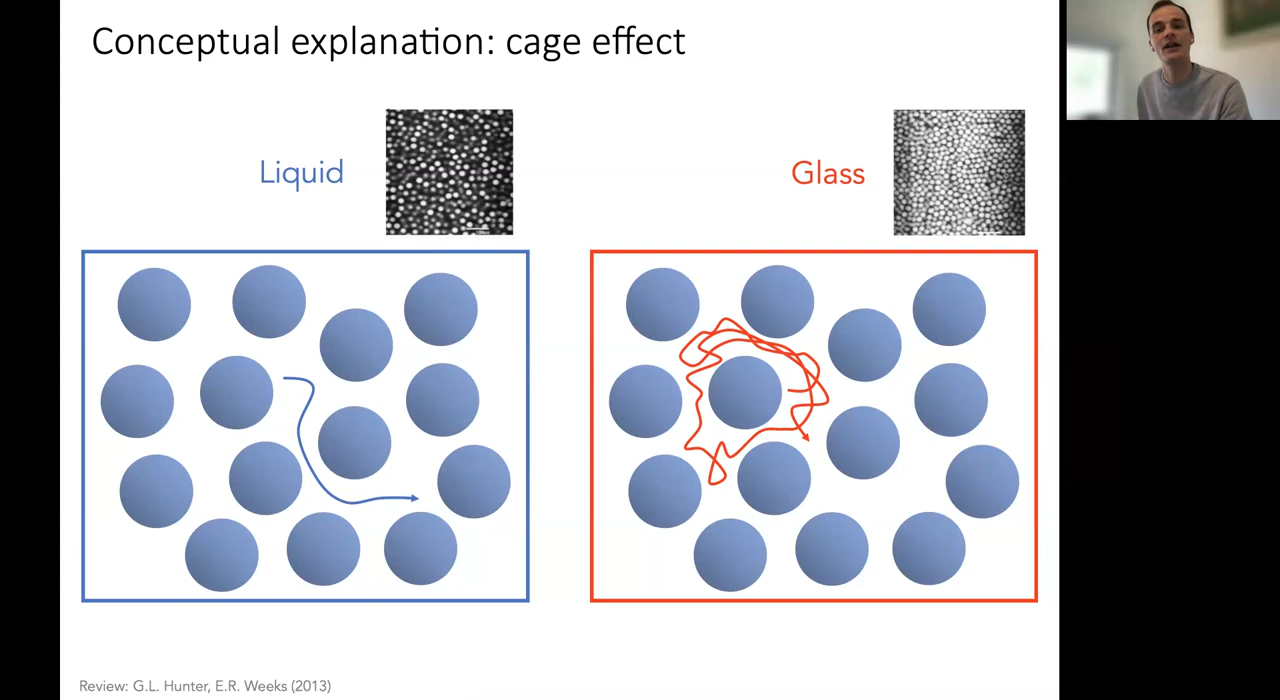 Conceptual explanation: cage effect
Liquid
Glass
Review: G.L. Hunter, E.R. Weeks (2013)